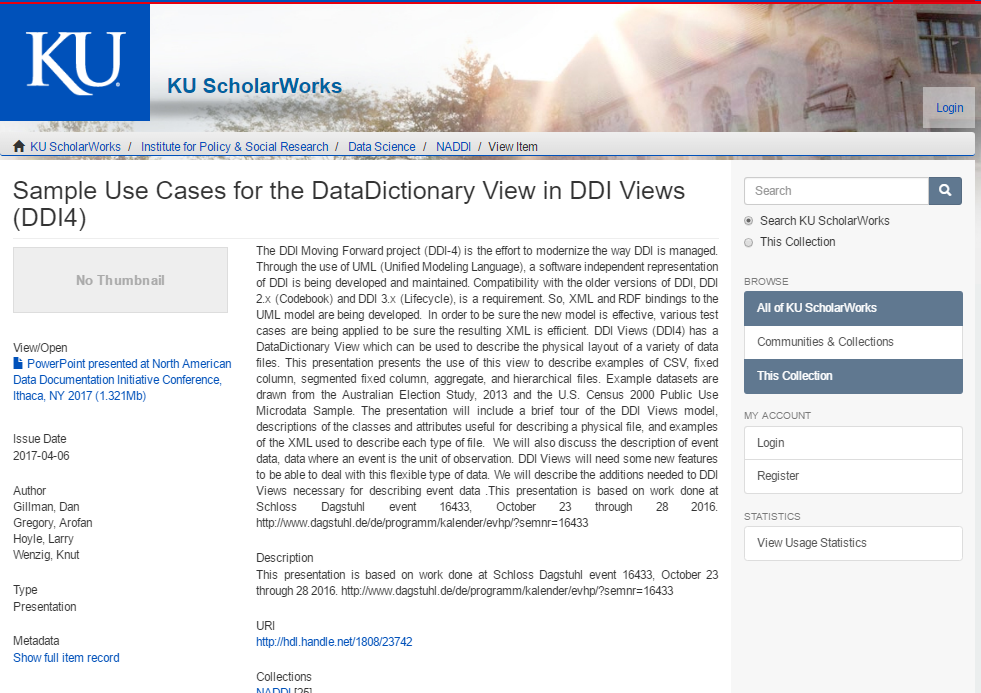 KU
KU ScholarWorks
Login
KU ScholarWorks / Institute for Policy & Social Research / Data Science / NADDI / View Item
Sample Use Cases for the DataDictionary View in DDI Views
(DDI4)
No Thumbnail
View/Open
PowerPoint presented at North American
Data Documentation Initiative Conference,
Ithaca, NY 2017 (1.321Mb)
Issue Date
2017-04-06
Author
Gillman, Dan
Gregory, Arofan
Hoyle, Larry
Wenzig, Knut
Type
Presentation
Metadata
Show full item record
The DDI Moving Forward project (DDI-4) is the effort to modernize the way DDI is managed.
Through the use of UML (Unified Modeling Language), a software independent representation
of DDI is being developed and maintained. Compatibility with the older versions of DDI, DDI
2.x (Codebook) and DDI 3.x (Lifecycle), is a requirement. So, XML and RDF bindings to the
UML model are being developed. In order to be sure the new model is effective, various test
cases are being applied to be sure the resulting XML is efficient. DDI Views (DDI4) has a
DataDictionary View which can be used to describe the physical layout of a variety of data
files. This presentation presents the use of this view to describe examples of CSV, fixed
column, segmented fixed column, aggregate, and hierarchical files. Example datasets are
drawn from the Australian Election Study, 2013 and the U.S. Census 2000 Public Use
Microdata Sample. The presentation will include a brief tour of the DDI Views model,
descriptions of the classes and attributes useful for describing a physical file, and examples
of the XML used to describe each type of file. We will also discuss the description of event
data, data where an event is the unit of observation. DDI Views will need some new features
to be able to deal with this flexible type of data. We will describe the additions needed to DDI
Views necessary for describing event data .This presentation is based on work done at
Schloss Dagstuhl event 16433, October 23 through 28 2016.
http://www.dagstuhl.de/de/programm/kalender/evhp/?semnr=16433
Description
This presentation is based on work done at Schloss Dagstuhl event 16433, October 23
through 28 2016. http://www.dagstuhl.de/de/programm/kalender/evhp/?semnr=16433
URI
http://hdl.handle.net/1808/23742
Collections
NADDI [25]
Search
Search KU ScholarWorks
This Collection
BROWSE
All of KU ScholarWorks
Communities & Collections
This Collection
MY ACCOUNT
Login
Register
STATISTICS
View Usage Statistics